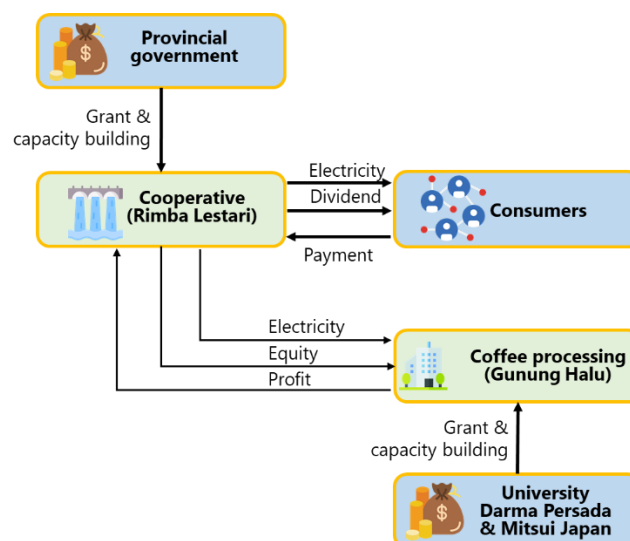 Provincial
government
Grant &
capacity building
Cooperative
(Rimba Lestari)
Electricity
Dividend
Payment
Consumers
Electricity
Equity
Profit
Coffee processing
(Gunung Halu)
Grant &
capacity building
University
Darma Persada
& Mitsui Japan